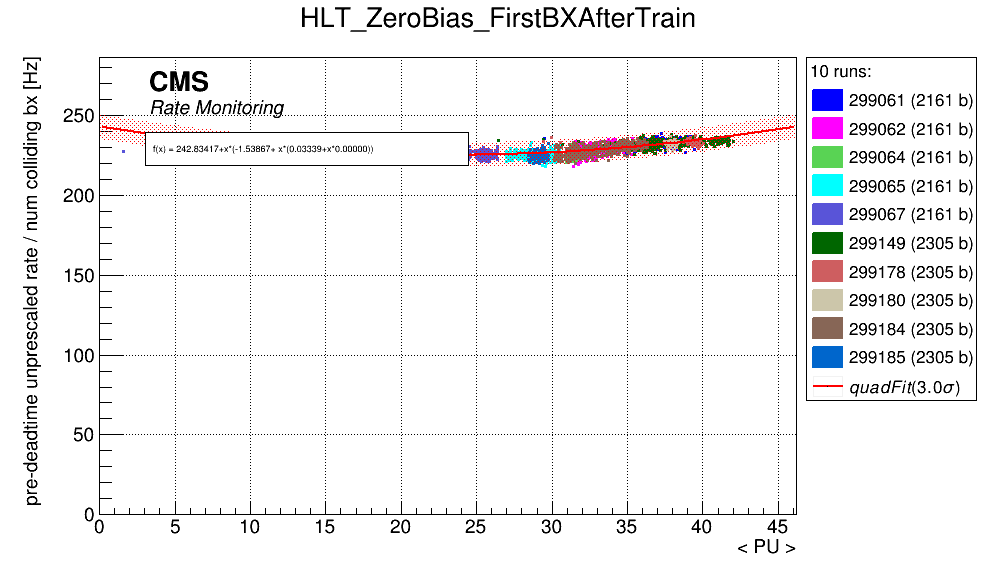 HLT_ZeroBias_FirstBXAfterTrain
pre-deadtime unprescaled rate / num colliding bx [Hz]
CMS
Rate Monitoring
f(x) = 242.83417+x*(-1.53867+ x*(0.03339+x*0.00000))
250
200
150
100
50
0
0 5 10 15 20 25 30 35 40 45
< PU >
10 runs:
299061 (2161 b)
299062 (2161 b)
299064 (2161 b)
299065 (2161 b)
299067 (2161 b)
299149 (2305 b)
299178 (2305 b)
299180 (2305 b)
299184 (2305 b)
299185 (2305 b)
quadFit(3.0σ)